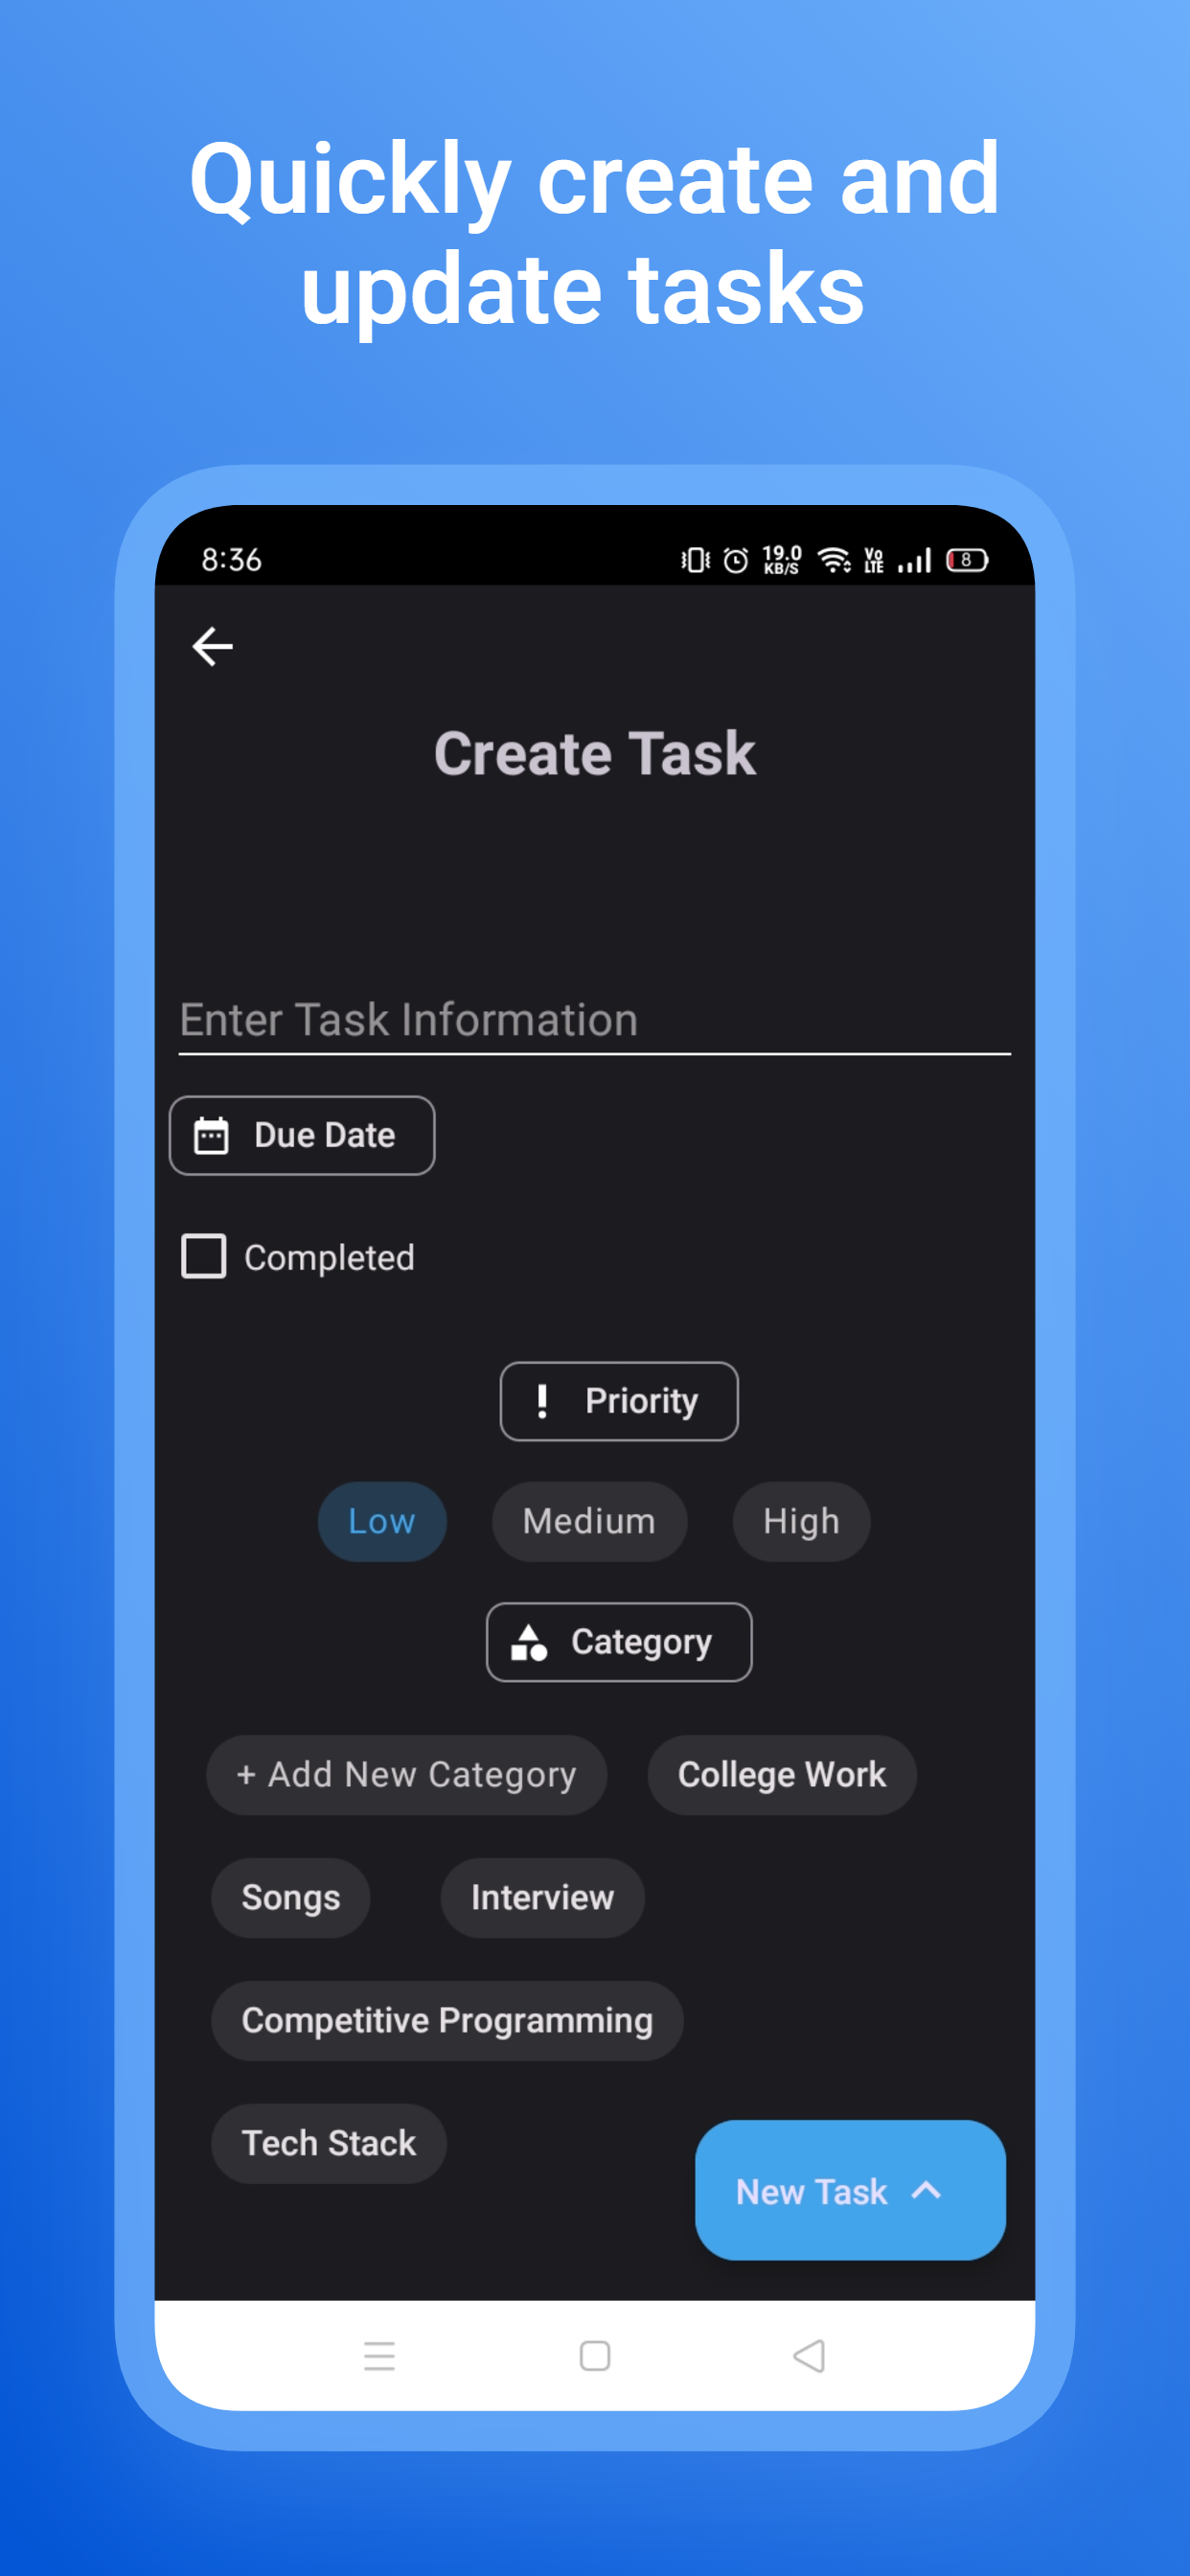 Quickly create and
update tasks
8:36
19.0
KB/S
Vo
LTE
8
Create Task
Enter Task Information
Due Date
Completed
Priority
Low Medium High
Category
+ Add New Category College Work
Songs Interview
Competitive Programming
Tech Stack
New Task